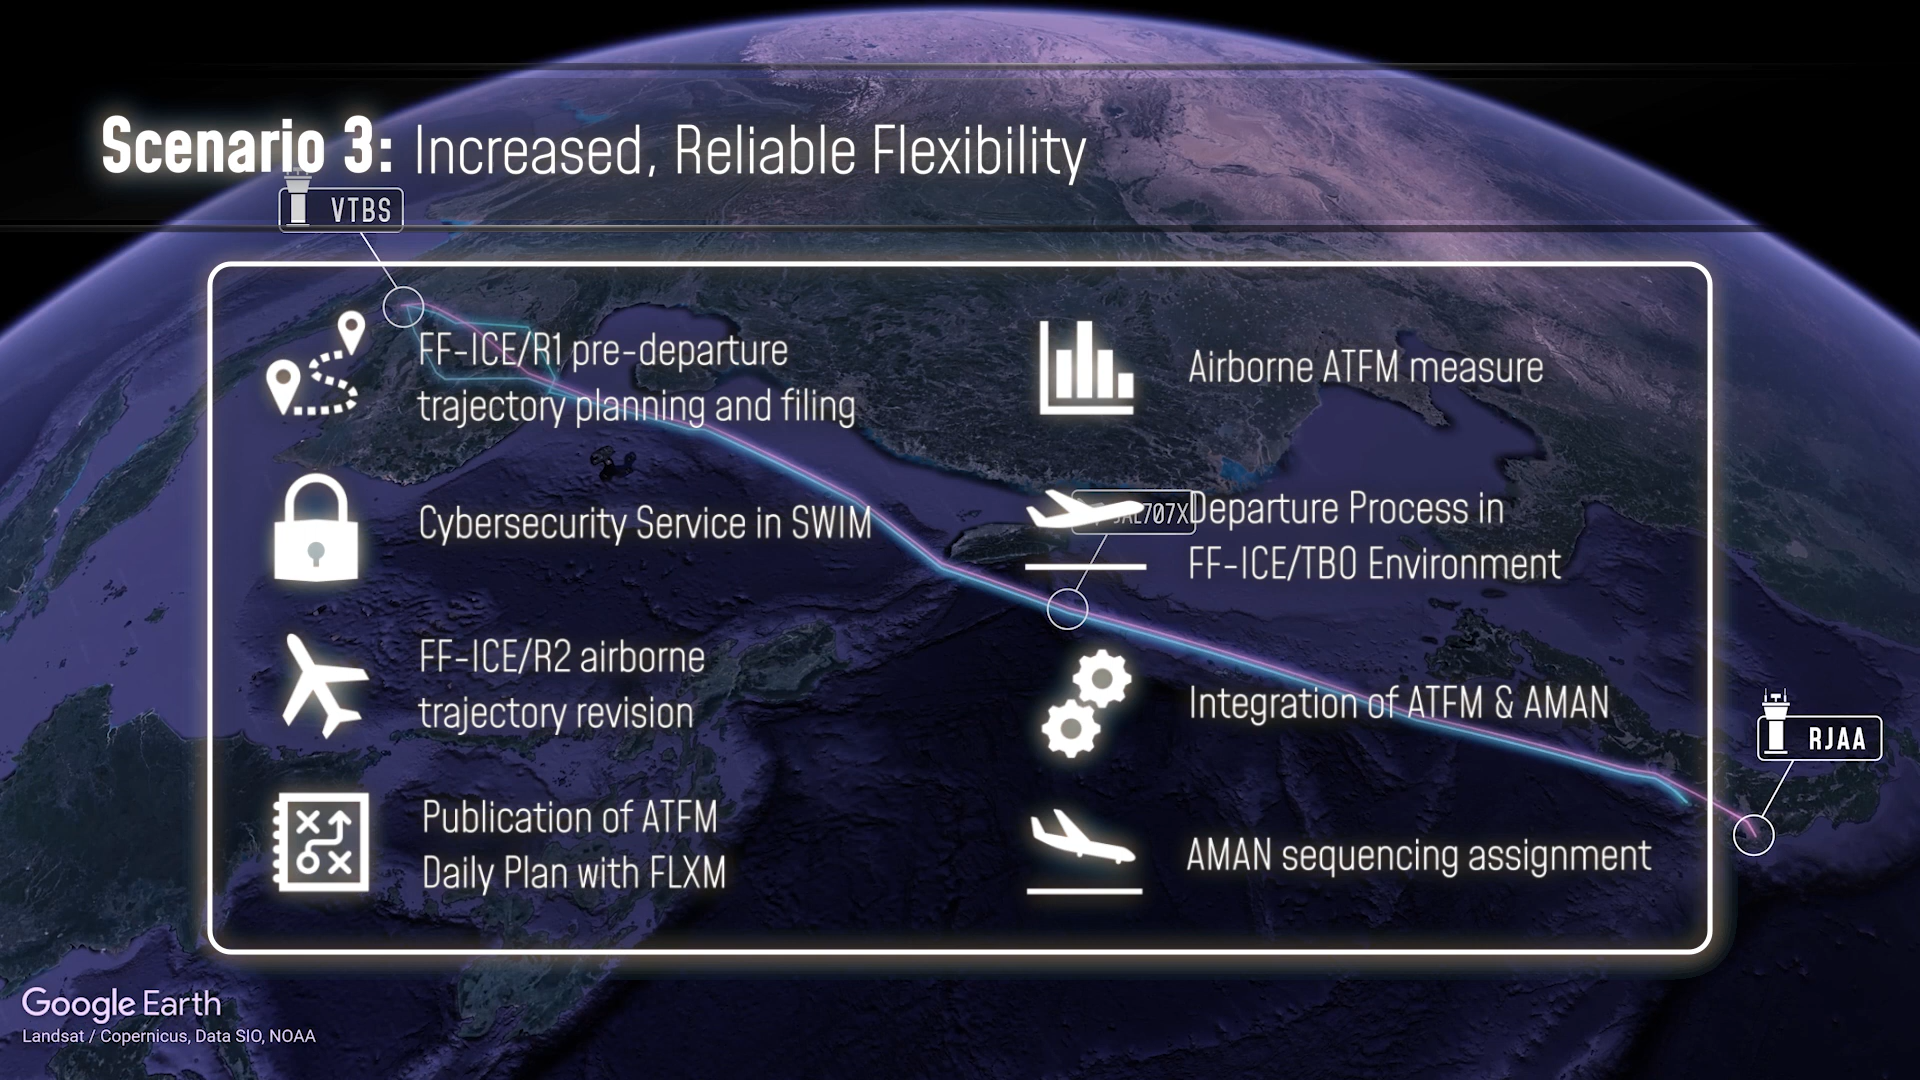 Scenario 3: Increased, Reliable Flexibility
VTBS
FF-ICE/R1 pre-departure
trajectory planning and filing
Cybersecurity Service in SWIM
FF-ICE/R2 airborne
trajectory revision
Publication of ATFM
Daily Plan with FLXM
Airborne ATFM measure
JAL707X
Departure Process in
FF-ICE/TBO Environment
Integration of ATFM & AMAN
AMAN sequencing assignment
RJAA
Google Earth
Landsat / Copernicus, Data SIO, NOAA